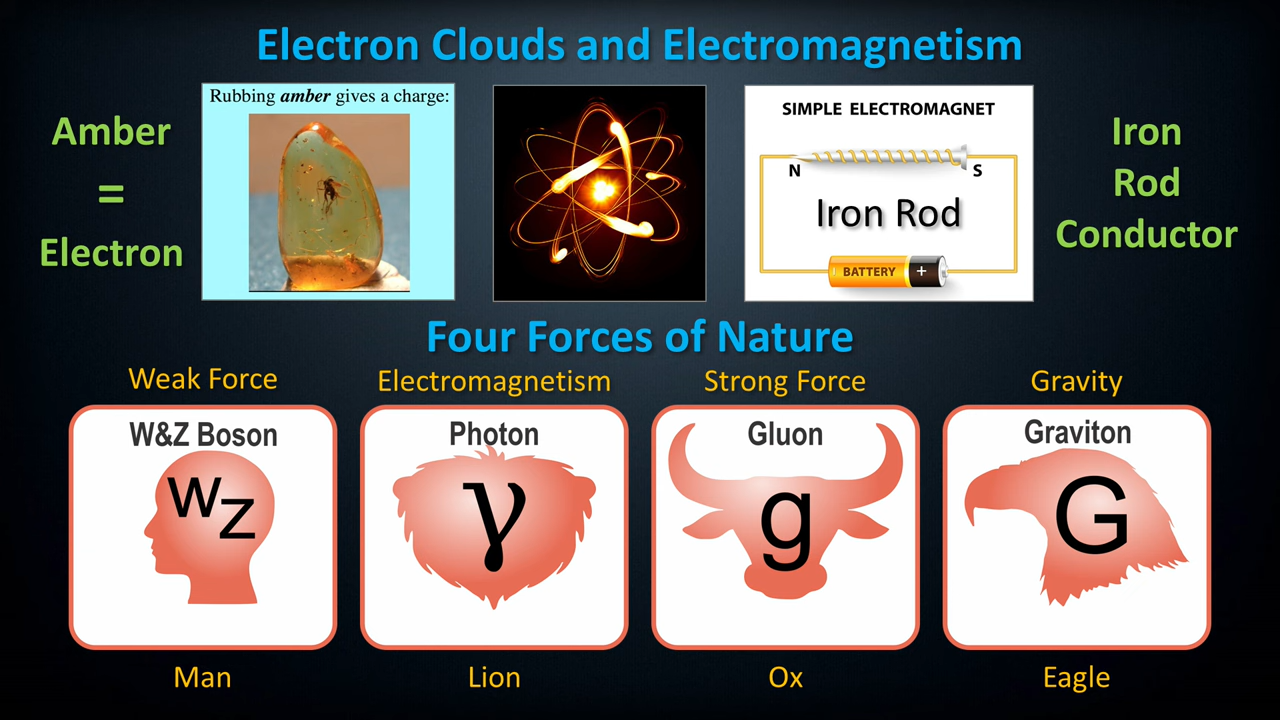 Electron Clouds and Electromagnetism
Amber
=
Electron
Rubbing amber gives a charge:
SIMPLE ELECTROMAGNET
N
S
Iron Rod
BATTERY
+
Iron
Rod
Conductor
Four Forces of Nature
Weak Force
Electromagnetism
Strong Force
Gravity
W&Z Boson
Photon
Gluon
Graviton
W
Z
γ
g
G
Man
Lion
Ox
Eagle